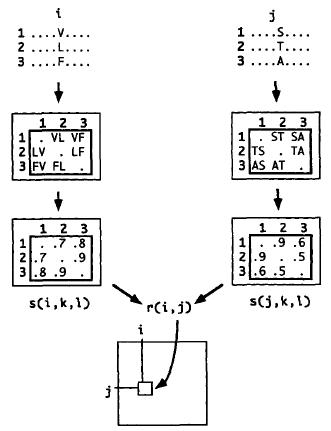 i
1 ....V....
2 ....L....
3 ....F....
1 2 3
1 . VL VF
2 LV . LF
3 FV FL .
1 2 3
1 . .7 .8
2 .7 . .9
3 .8 .9 .
s(i,k,l)
j
1 ....S....
2 ....T....
3 ....A....
1 2 3
1 . ST SA
2 TS . TA
3 AS AT .
1 2 3
1 . .9 .6
2 .9 . .5
3 .6 .5 .
s(j,k,l)
r(i,j)
i
j